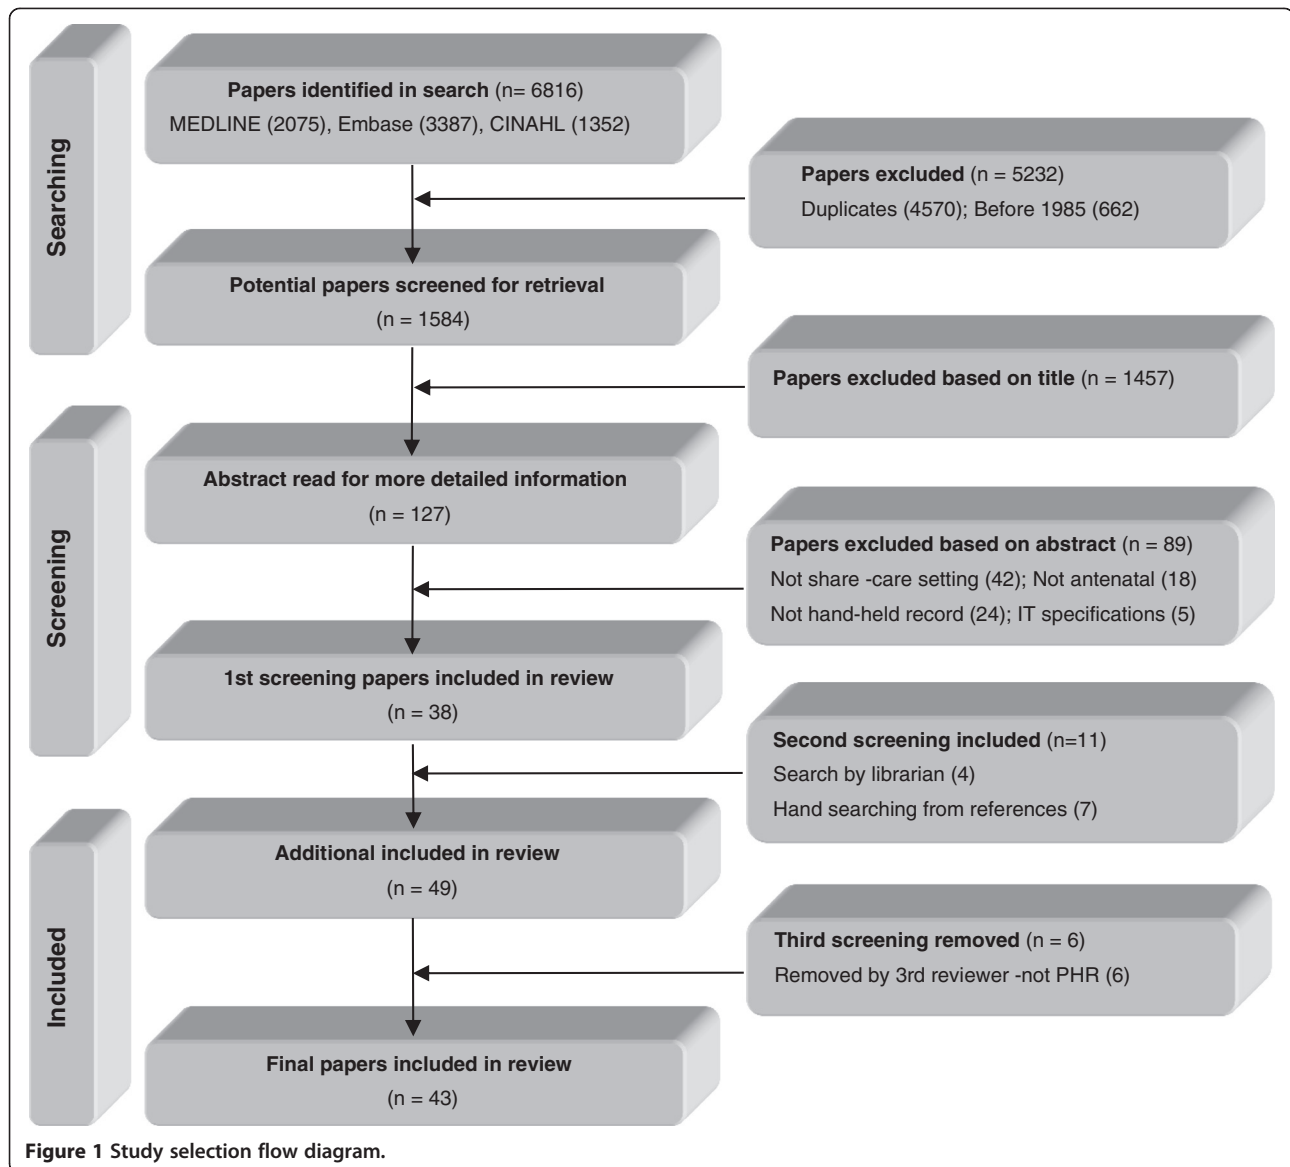 Searching
Papers identified in search (n= 6816)
MEDLINE (2075), Embase (3387), CINAHL (1352)
Papers excluded (n = 5232)
Duplicates (4570); Before 1985 (662)
Potential papers screened for retrieval
(n = 1584)
Papers excluded based on title (n = 1457)
Screening
Abstract read for more detailed information
(n = 127)
Papers excluded based on abstract (n = 89)
Not share -care setting (42); Not antenatal (18)
Not hand-held record (24); IT specifications (5)
1st screening papers included in review
(n = 38)
Second screening included (n=11)
Search by librarian (4)
Hand searching from references (7)
Included
Additional included in review
(n = 49)
Third screening removed (n = 6)
Removed by 3rd reviewer -not PHR (6)
Final papers included in review
(n = 43)
Figure 1 Study selection flow diagram.